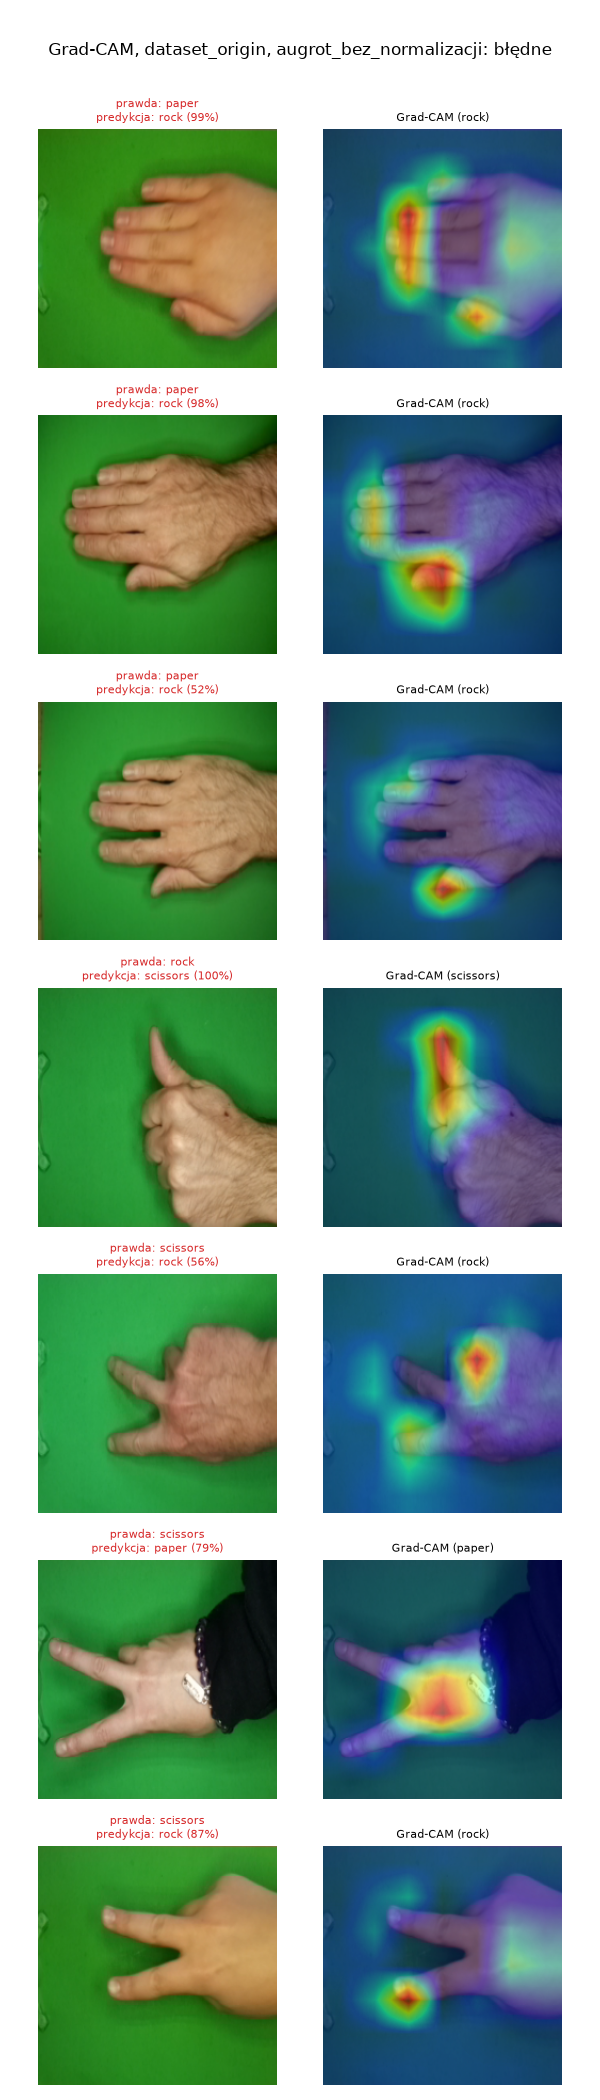 Grad-CAM, dataset_origin, augrot_bez_normalizacji: błędne
prawda: paper
predykcja: rock (99%)
Grad-CAM (rock)
prawda: paper
predykcja: rock (98%)
Grad-CAM (rock)
prawda: paper
predykcja: rock (52%)
Grad-CAM (rock)
prawda: rock
predykcja: scissors (100%)
Grad-CAM (scissors)
prawda: scissors
predykcja: rock (56%)
Grad-CAM (rock)
prawda: scissors
predykcja: paper (79%)
Grad-CAM (paper)
prawda: scissors
predykcja: rock (87%)
Grad-CAM (rock)